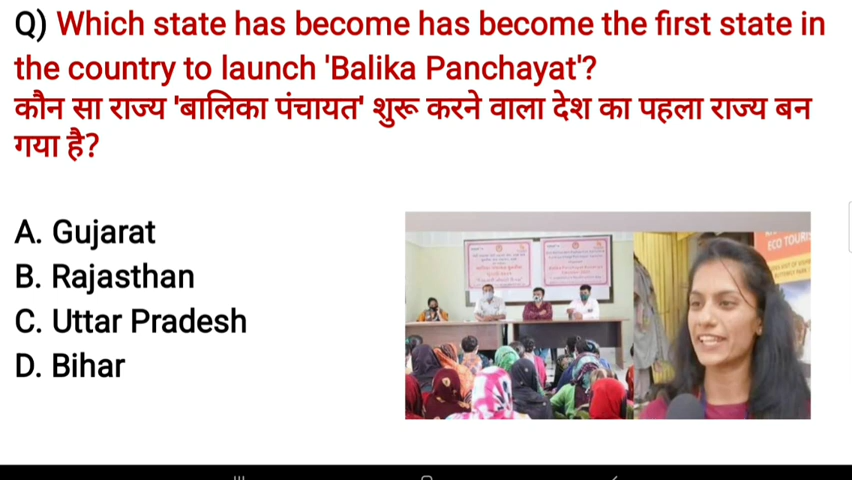 Q) Which state has become has become the first state in
the country to launch 'Balika Panchayat'?
कौन सा राज्य 'बालिका पंचायत' शुरू करने वाला देश का पहला राज्य बन
गया है?
A. Gujarat
B. Rajasthan
C. Uttar Pradesh
D. Bihar
ECO TOURIS